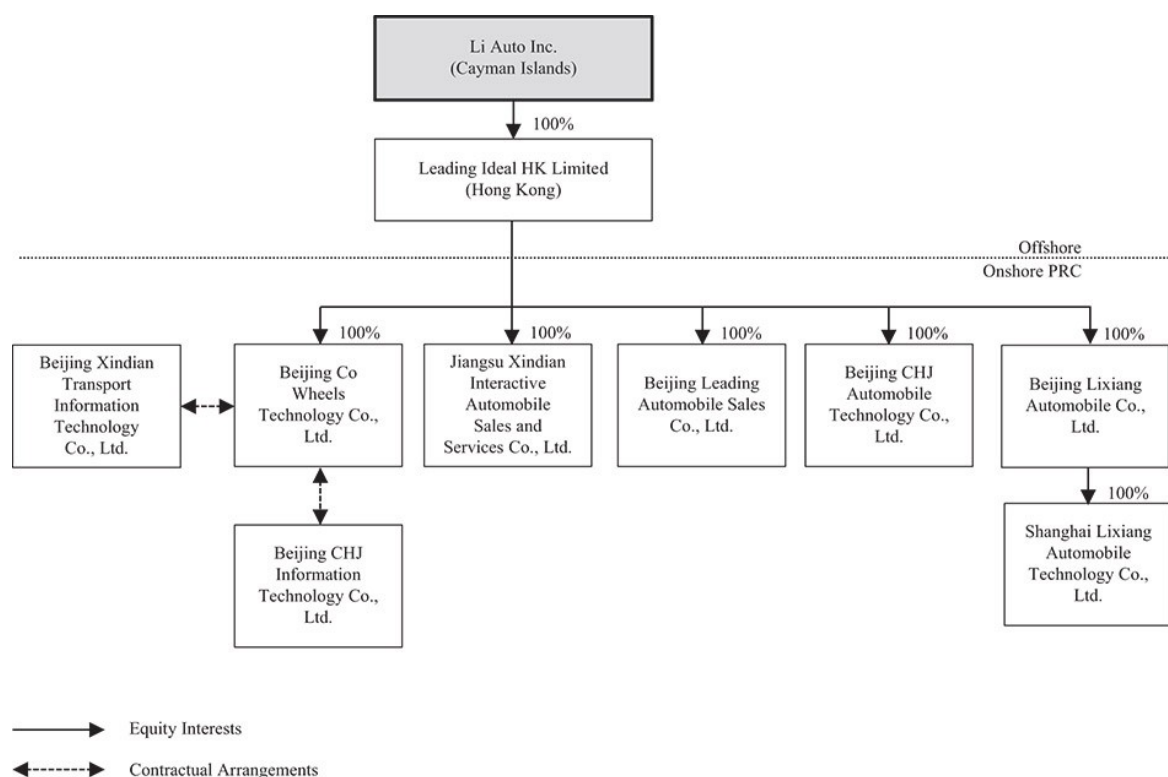 Li Auto Inc.
(Cayman Islands)
100%
Leading Ideal HK Limited
(Hong Kong)
Offshore
Onshore PRC
100%
100%
100%
100%
100%
Beijing Xindian
Transport
Information
Technology
Co., Ltd.
Beijing Co
Wheels
Technology Co.,
Ltd.
Jiangsu Xindian
Interactive
Automobile
Sales and
Services Co., Ltd.
Beijing Leading
Automobile Sales
Co., Ltd.
Beijing CHJ
Automobile
Technology Co.,
Ltd.
Beijing Lixiang
Automobile Co.,
Ltd.
100%
Beijing CHJ
Information
Technology Co.,
Ltd.
Shanghai Lixiang
Automobile
Technology Co.,
Ltd.
Equity Interests
Contractual Arrangements